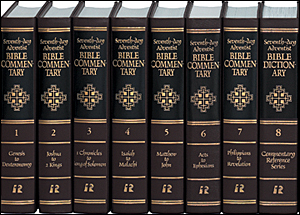 Seventh-Day
Adventist
BIBLE
COMMEN
TARY
1
Genesis
to
Deuteronomy
Seventh-Day
Adventist
BIBLE
COMMEN
TARY
2
Joshua
to
2 Kings
Seventh-Day
Adventist
BIBLE
COMMEN
TARY
3
1 Chronicles
to
Song of Solomon
Seventh-Day
Adventist
BIBLE
COMMEN
TARY
4
Isaiah
to
Malachi
Seventh-Day
Adventist
BIBLE
COMMEN
TARY
5
Matthew
to
John
Seventh-Day
Adventist
BIBLE
COMMEN
TARY
6
Acts
to
Ephesians
Seventh-Day
Adventist
BIBLE
COMMEN
TARY
7
Philippians
to
Revelation
Seventh-Day
Adventist
BIBLE
DICTION
ARY
8
Commentary
Reference
Series